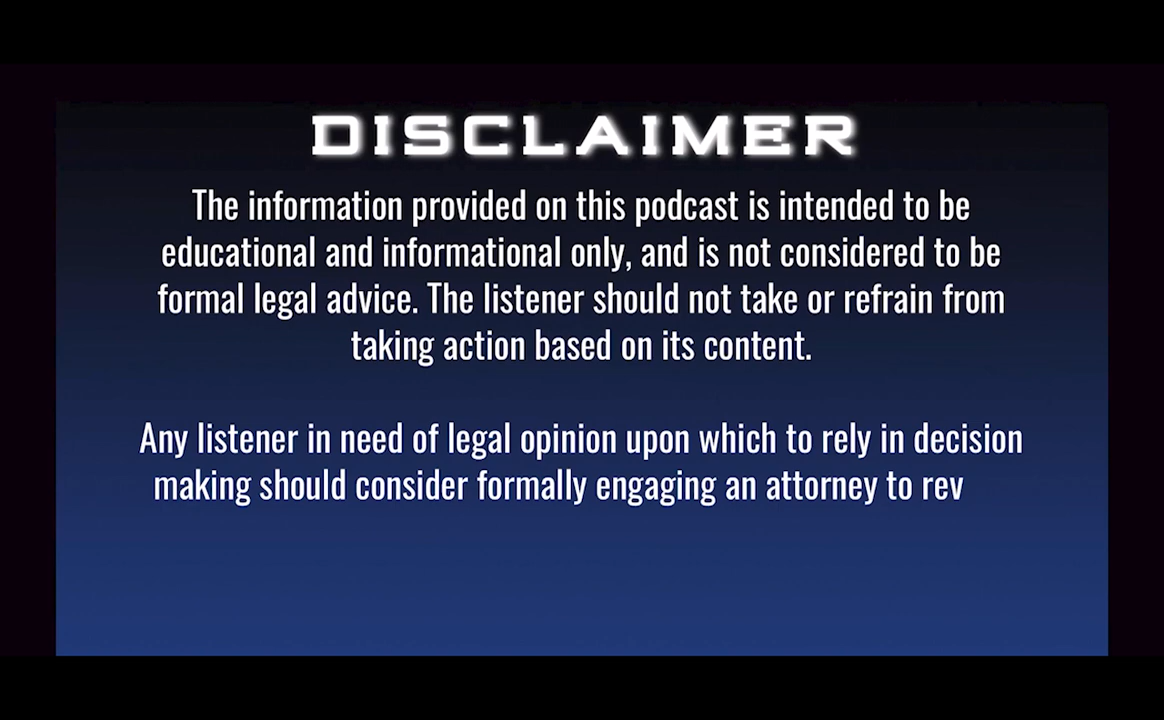 DISCLAIMER
The information provided on this podcast is intended to be
educational and informational only, and is not considered to be
formal legal advice. The listener should not take or refrain from
taking action based on its content.
Any listener in need of legal opinion upon which to rely in decision
making should consider formally engaging an attorney to rev